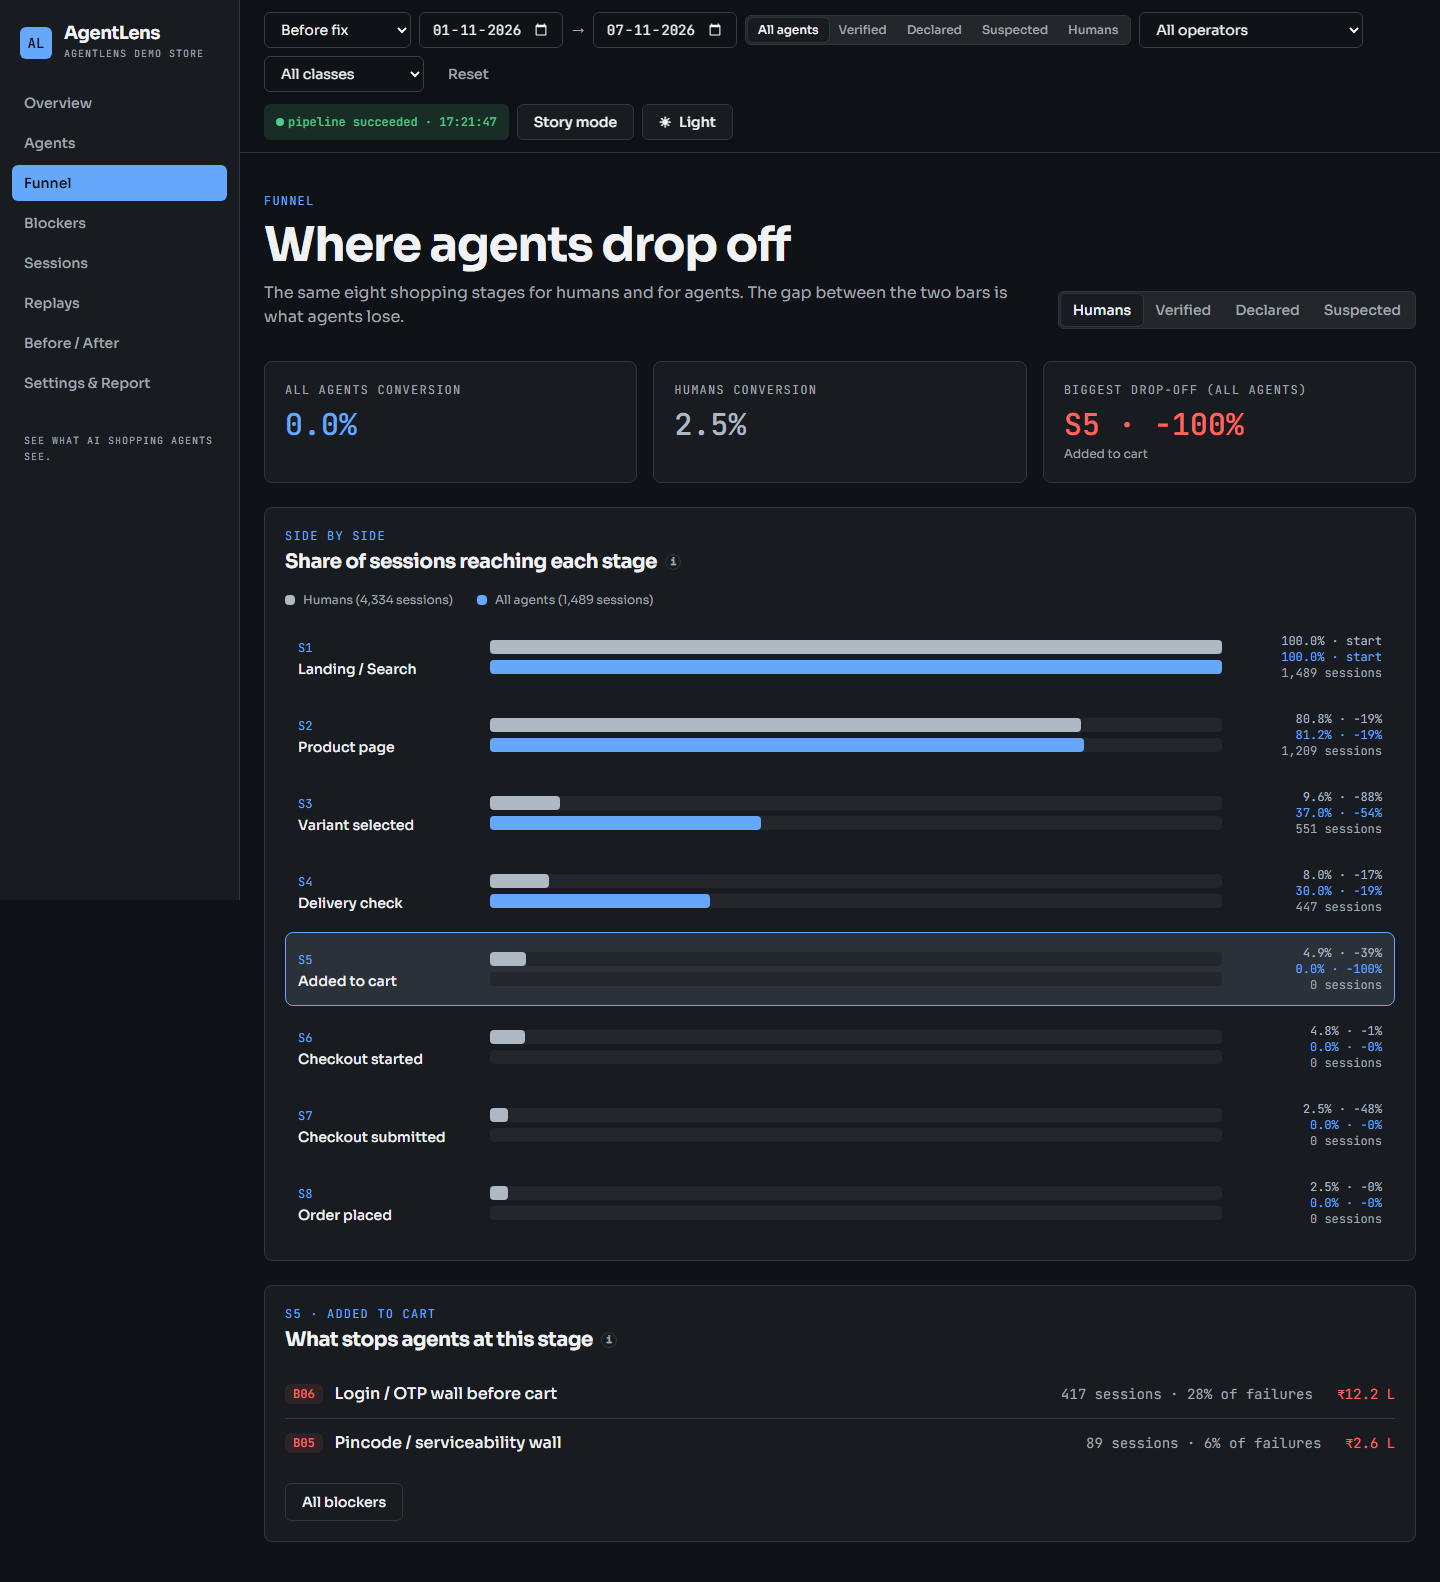 AL
AgentLens
AGENTLENS DEMO STORE
Overview
Agents
Funnel
Blockers
Sessions
Replays
Before / After
Settings & Report
SEE WHAT AI SHOPPING AGENTS
SEE.
Before fix
01-11-2026
→
07-11-2026
All agents
Verified
Declared
Suspected
Humans
All operators
All classes
Reset
pipeline succeeded · 17:21:47
Story mode
☀ Light
FUNNEL
Where agents drop off
The same eight shopping stages for humans and for agents. The gap between the two bars is
what agents lose.
Humans
Verified
Declared
Suspected
ALL AGENTS CONVERSION
0.0%
HUMANS CONVERSION
2.5%
BIGGEST DROP-OFF (ALL AGENTS)
S5 · -100%
Added to cart
SIDE BY SIDE
Share of sessions reaching each stage
i
Humans (4,334 sessions)
All agents (1,489 sessions)
S1
Landing / Search
100.0% · start
100.0% · start
1,489 sessions
S2
Product page
80.8% · -19%
81.2% · -19%
1,209 sessions
S3
Variant selected
9.6% · -88%
37.0% · -54%
551 sessions
S4
Delivery check
8.0% · -17%
30.0% · -19%
447 sessions
S5
Added to cart
4.9% · -39%
0.0% · -100%
0 sessions
S6
Checkout started
4.8% · -1%
0.0% · -0%
0 sessions
S7
Checkout submitted
2.5% · -48%
0.0% · -0%
0 sessions
S8
Order placed
2.5% · -0%
0.0% · -0%
0 sessions
S5 · ADDED TO CART
What stops agents at this stage
i
B06
Login / OTP wall before cart
417 sessions · 28% of failures
₹12.2 L
B05
Pincode / serviceability wall
89 sessions · 6% of failures
₹2.6 L
All blockers